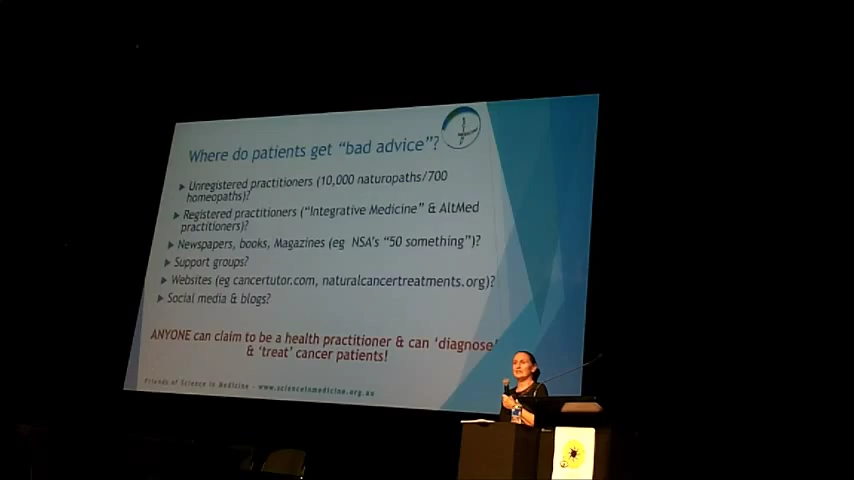 Where do patients get “bad advice”?
▶ Unregistered practitioners (10,000 naturopaths/700
homeopaths)?
▶ Registered practitioners (“Integrative Medicine” & AltMed
practitioners)?
▶ Newspapers, books, Magazines (eg NSA’s “50 something”)?
▶ Support groups?
▶ Websites (eg cancertutor.com, naturalcancertreatments.org)?
▶ Social media & blogs?
ANYONE can claim to be a health practitioner & can ‘diagnose’
& ‘treat’ cancer patients!
Friends of Science in Medicine - www.scienceinmedicine.org.au